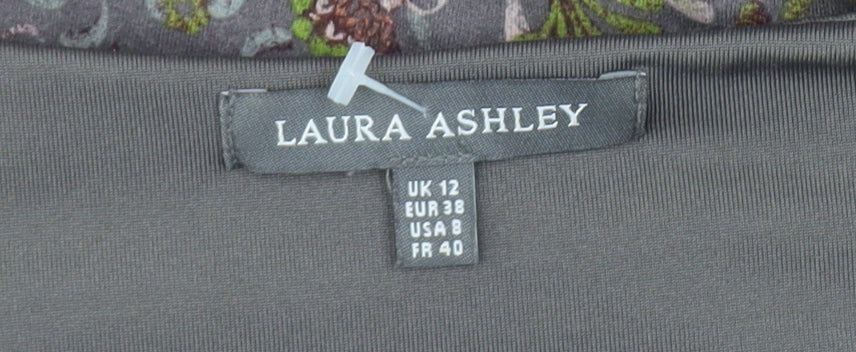 LAURA ASHLEY
UK 12
EUR 38
USA 8
FR 40